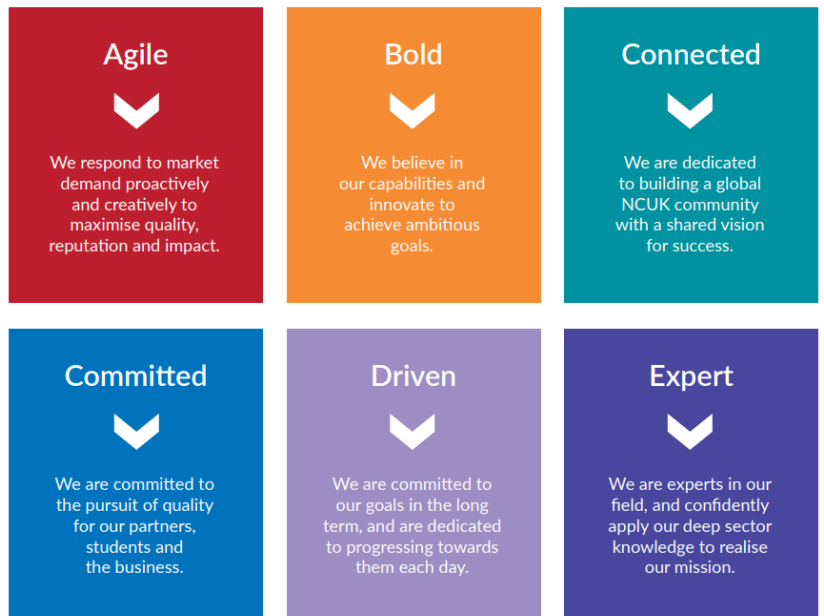 Agile
We respond to market
demand proactively
and creatively to
maximise quality,
reputation and impact.
Bold
We believe in
our capabilities and
innovate to
achieve ambitious
goals.
Connected
We are dedicated
to building a global
NCUK community
with a shared vision
for success.
Committed
We are committed to
the pursuit of quality
for our partners,
students and
the business.
Driven
We are committed to
our goals in the long
term, and are dedicated
to progressing towards
them each day.
Expert
We are experts in our
field, and confidently
apply our deep sector
knowledge to realise
our mission.